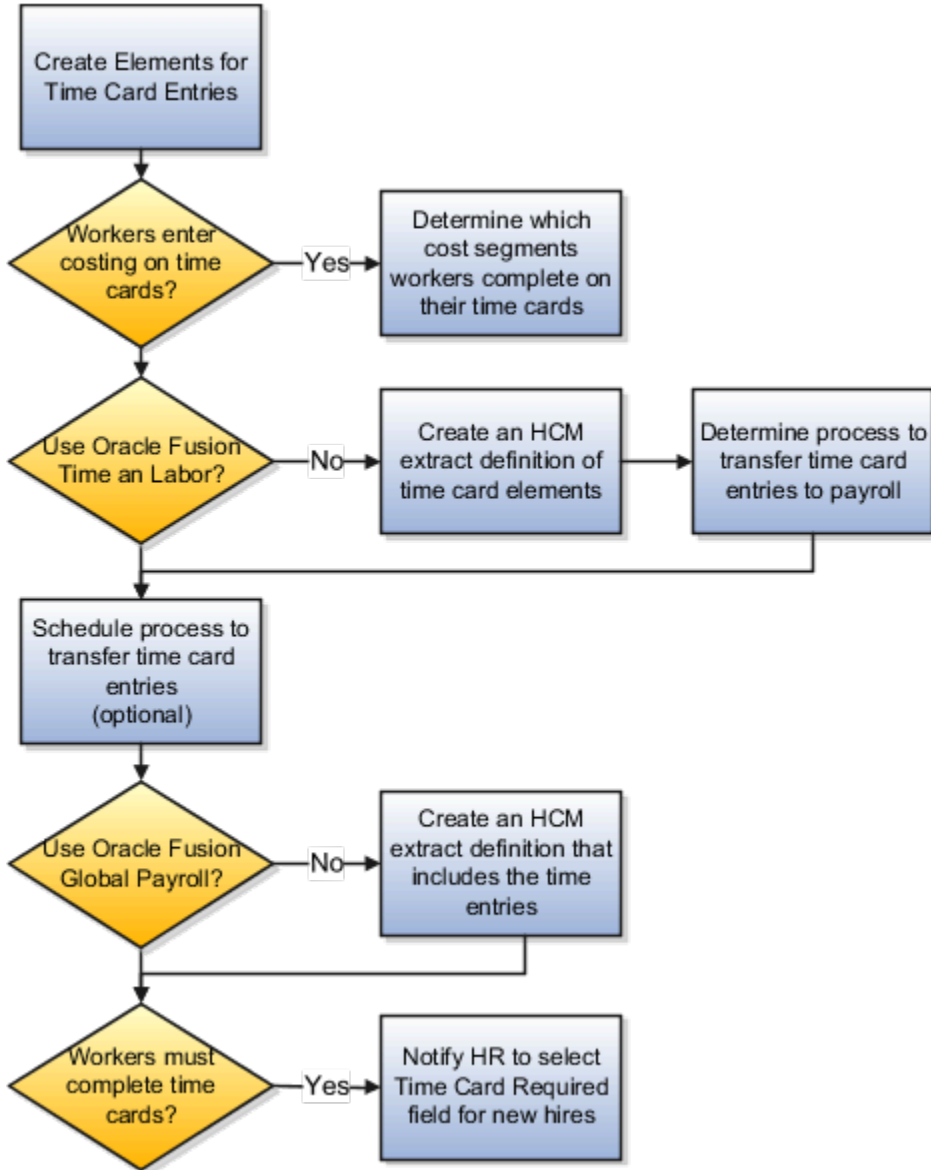 Create Elements for
Time Card Entries
Workers enter
costing on time
cards?
Yes
Determine which
cost segments
workers complete on
their time cards
Use Oracle Fusion
Time an Labor?
No
Create an HCM
extract definition of
time card elements
Determine process to
transfer time card
entries to payroll
Schedule process to
transfer time card
entries
(optional)
Use Oracle Fusion
Global Payroll?
No
Create an HCM
extract definition that
includes the time
entries
Workers must
complete time
cards?
Yes
Notify HR to select
Time Card Required
field for new hires